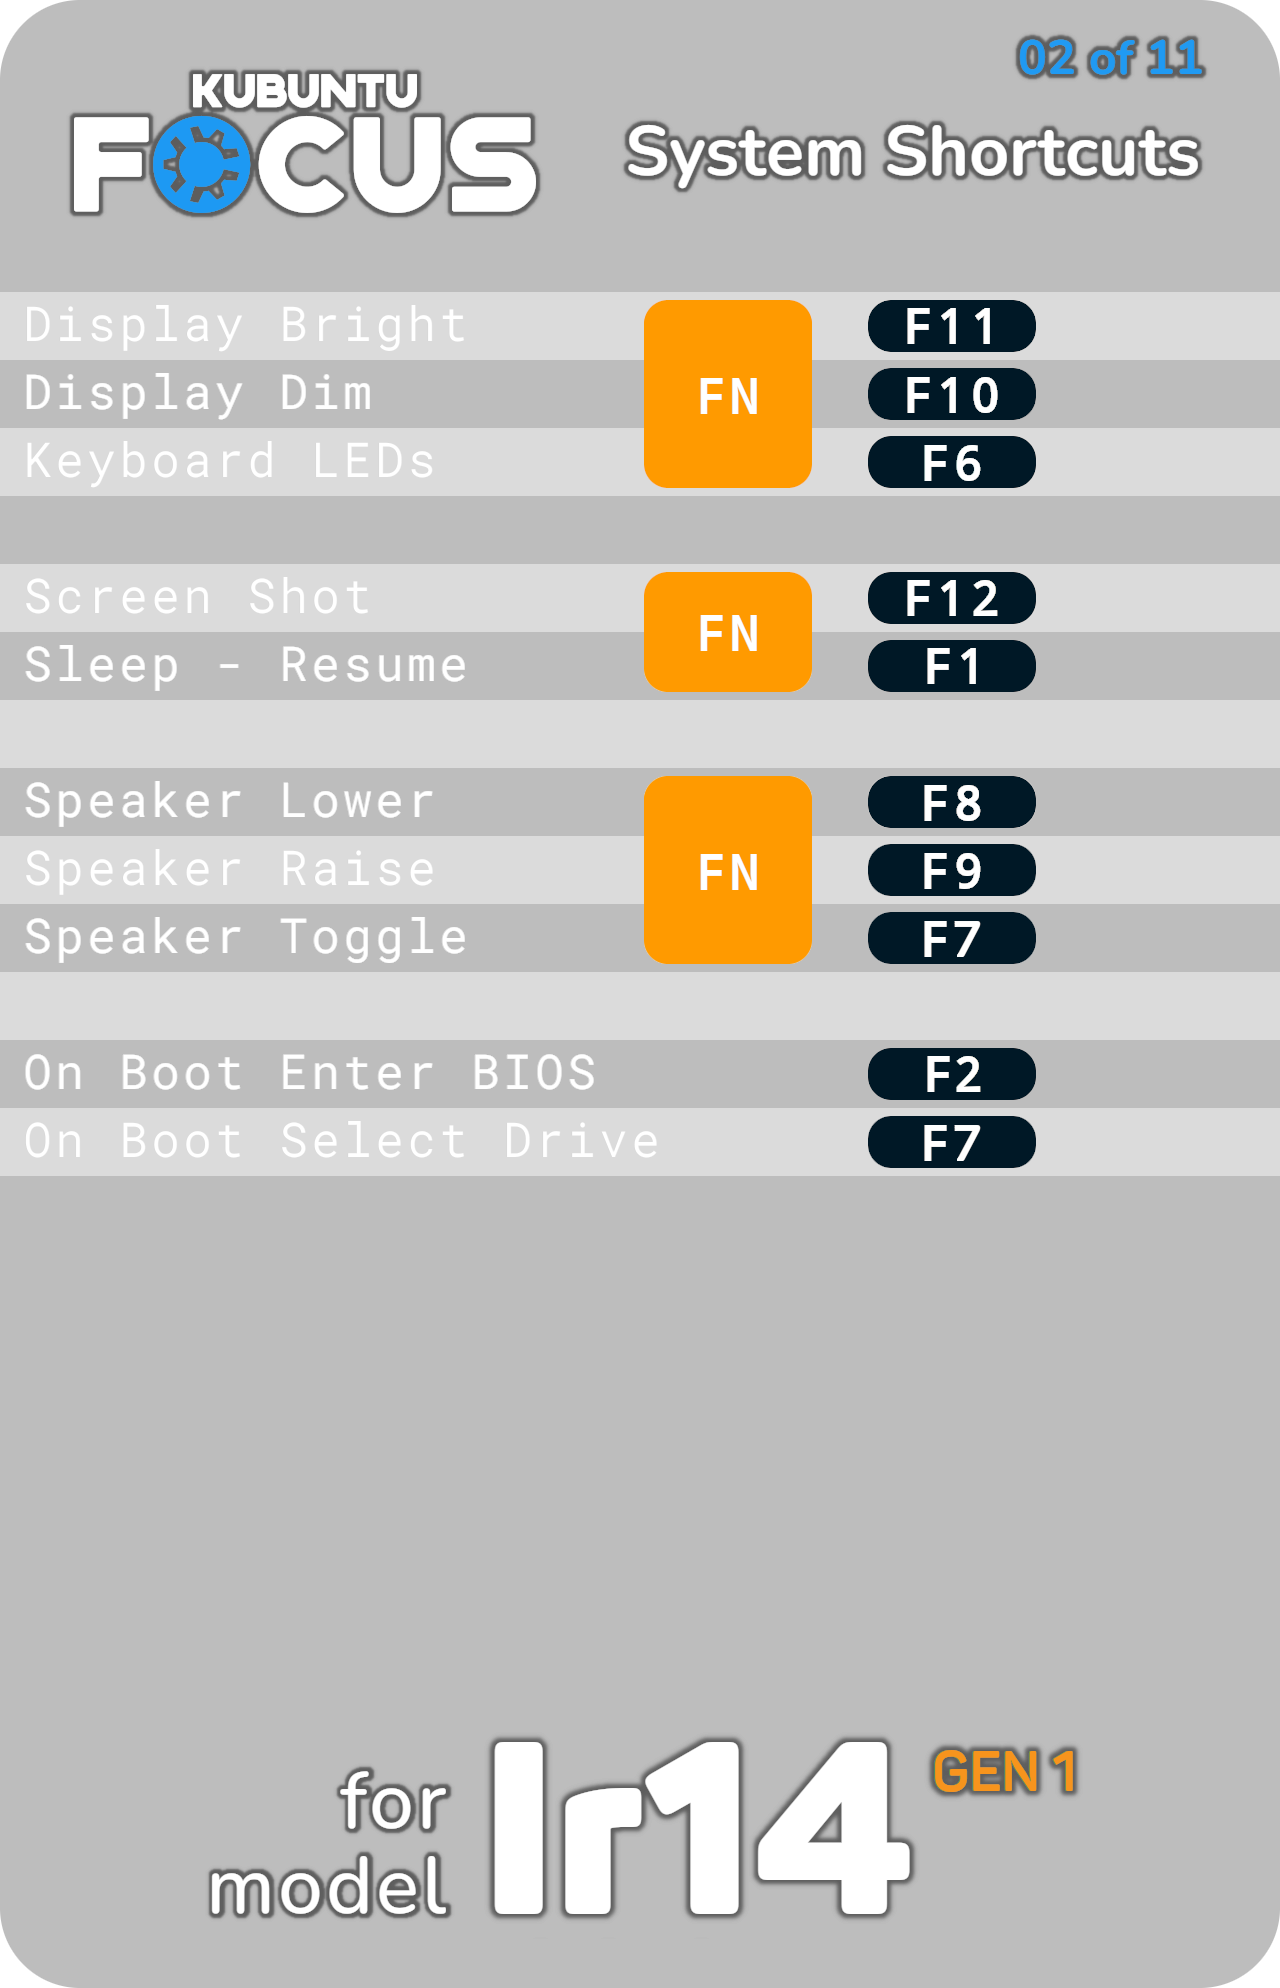 02 of 11
KUBUNTU
FOCUS
System Shortcuts
Display Bright FN F11
Display Dim F10
Keyboard LEDs F6
Screen Shot FN F12
Sleep - Resume F1
Speaker Lower FN F8
Speaker Raise F9
Speaker Toggle F7
On Boot Enter BIOS F2
On Boot Select Drive F7
for
model
Ir14
GEN 1